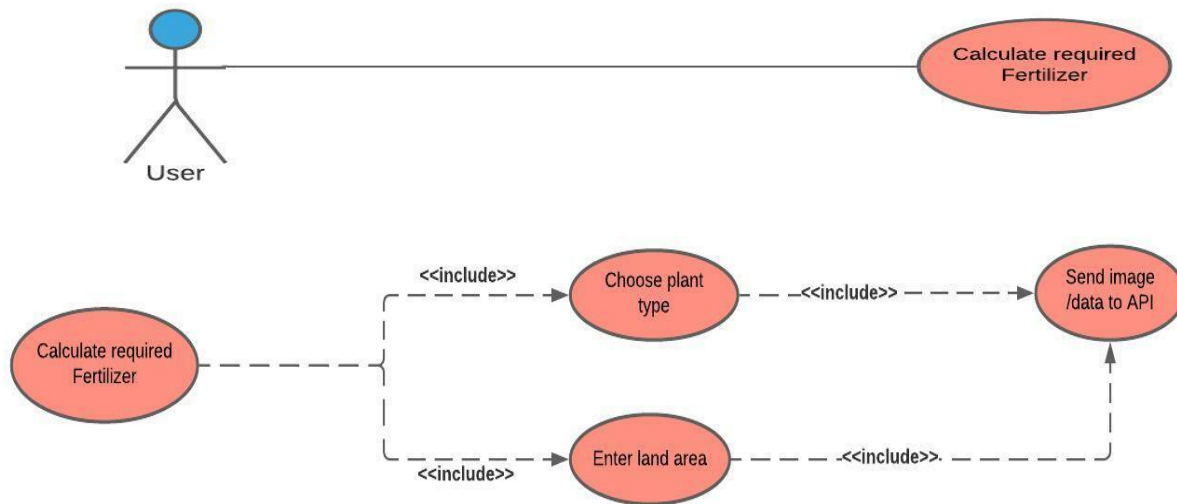 Calculate required
Fertilizer
User
<<include>>
Choose plant
type
<<include>>
Send image
/data to API
Calculate required
Fertilizer
<<include>>
Enter land area
<<include>>